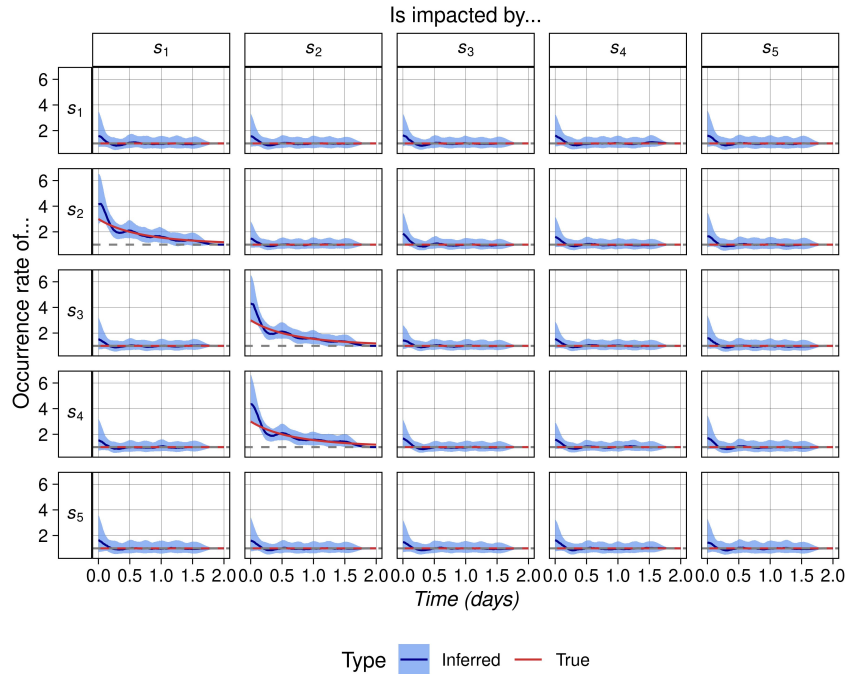 Is impacted by...
s₁ s₂ s₃ s₄ s₅
Occurrence rate of...
s₁
6
4
2
s₂
6
4
2
s₃
6
4
2
s₄
6
4
2
s₅
6
4
2
0.0 0.5 1.0 1.5 2.0 0.0 0.5 1.0 1.5 2.0 0.0 0.5 1.0 1.5 2.0 0.0 0.5 1.0 1.5 2.0 0.0 0.5 1.0 1.5 2.0
Time (days)
Type Inferred True